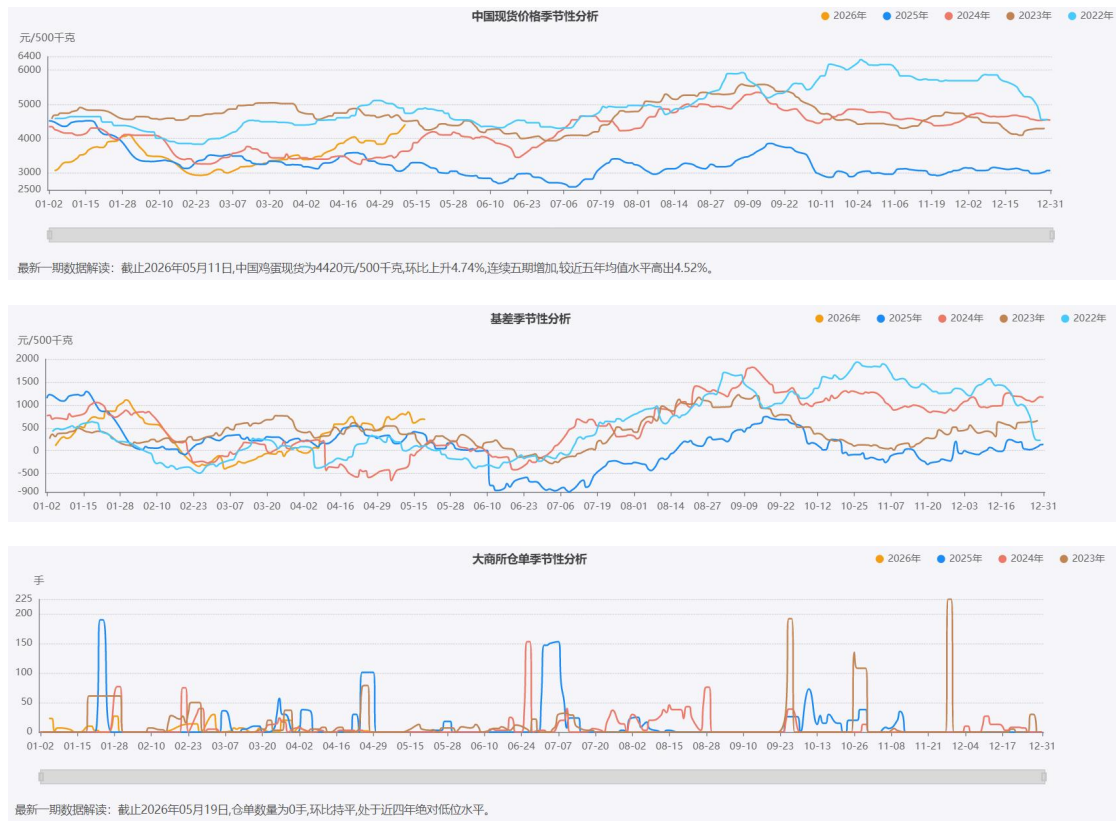 中国现货价格季节性分析
2026年 2025年 2024年 2023年 2022年
元/500千克
6400
6000
5000
4000
3000
2500
01-02 01-15 01-28 02-10 02-23 03-07 03-20 04-02 04-16 04-29 05-15 05-28 06-10 06-23 07-06 07-19 08-01 08-14 08-27 09-09 09-22 10-11 10-24 11-06 11-19 12-02 12-15 12-31
最新一期数据解读：截止2026年05月11日,中国鸡蛋现货为4420元/500千克,环比上升4.74%,连续五期增加,较近五年均值水平高出4.52%。
基差季节性分析
2026年 2025年 2024年 2023年 2022年
元/500千克
2000
1500
1000
500
0
-500
-900
01-02 01-15 01-28 02-10 02-23 03-07 03-20 04-02 04-16 04-29 05-15 05-28 06-10 06-23 07-06 07-19 08-01 08-14 08-27 09-09 09-22 10-12 10-25 11-07 11-20 12-03 12-16 12-31
大商所仓单季节性分析
2026年 2025年 2024年 2023年
手
225
200
150
100
50
0
01-02 01-15 01-28 02-10 02-23 03-07 03-20 04-02 04-16 04-29 05-15 05-28 06-10 06-24 07-07 07-20 08-02 08-15 08-28 09-10 09-23 10-13 10-26 11-08 11-21 12-04 12-17 12-31
最新一期数据解读：截止2026年05月19日,仓单数量为0手,环比持平,处于近四年绝对低位水平。